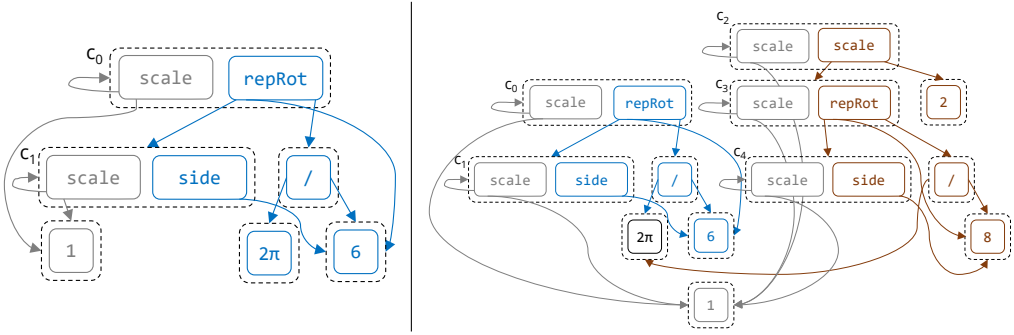 C0
scale
repRot
C1
scale
side
/
1
2π
6
C2
scale
scale
C0
scale
repRot
C3
scale
repRot
2
C1
scale
side
/
C4
scale
side
/
2π
6
8
1